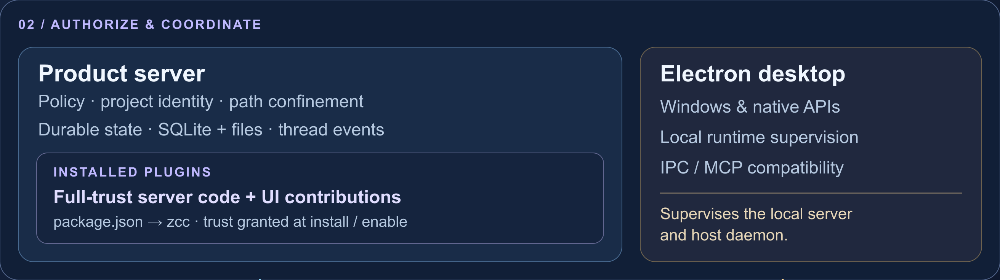 02 / AUTHORIZE & COORDINATE
Product server
Policy · project identity · path confinement
Durable state · SQLite + files · thread events
INSTALLED PLUGINS
Full-trust server code + UI contributions
package.json → zcc · trust granted at install / enable
Electron desktop
Windows & native APIs
Local runtime supervision
IPC / MCP compatibility
Supervises the local server
and host daemon.